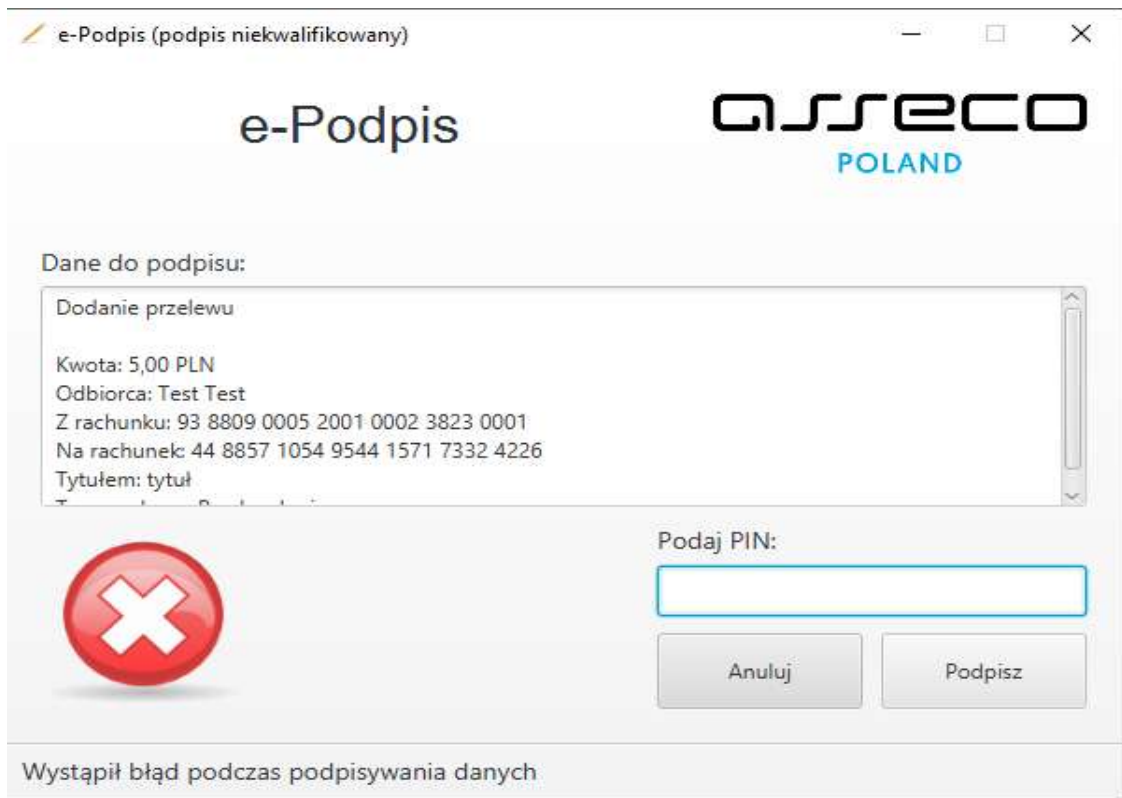 e-Podpis (podpis niekwalifikowany)
e-Podpis
asseco
POLAND
Dane do podpisu:
Dodanie przelewu
Kwota: 5,00 PLN
Odbiorca: Test Test
Z rachunku: 93 8809 0005 2001 0002 3823 0001
Na rachunek: 44 8857 1054 9544 1571 7332 4226
Tytułem: tytuł
Podaj PIN:
Anuluj
Podpisz
Wystąpił błąd podczas podpisywania danych